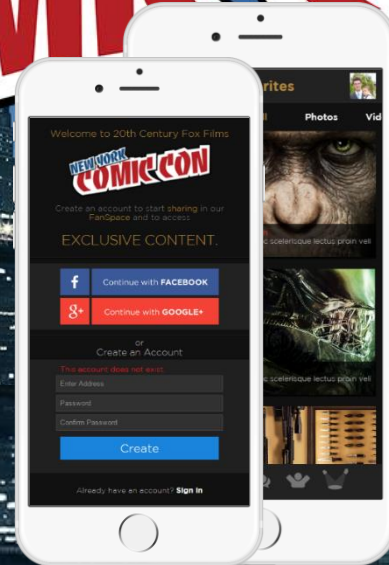 Welcome to 20th Century Fox Films
NEW YORK
COMIC CON
Create an account to start sharing in our
FanSpace and to access
EXCLUSIVE CONTENT.
f
Continue with FACEBOOK
g+
Continue with GOOGLE+
or
Create an Account
This account does not exist
Enter Address
Password
Confirm Password
Create
Already have an account? Sign In
rites
Photos
Vid
scelerisque lectus proin vell
scelerisque lectus proin vell